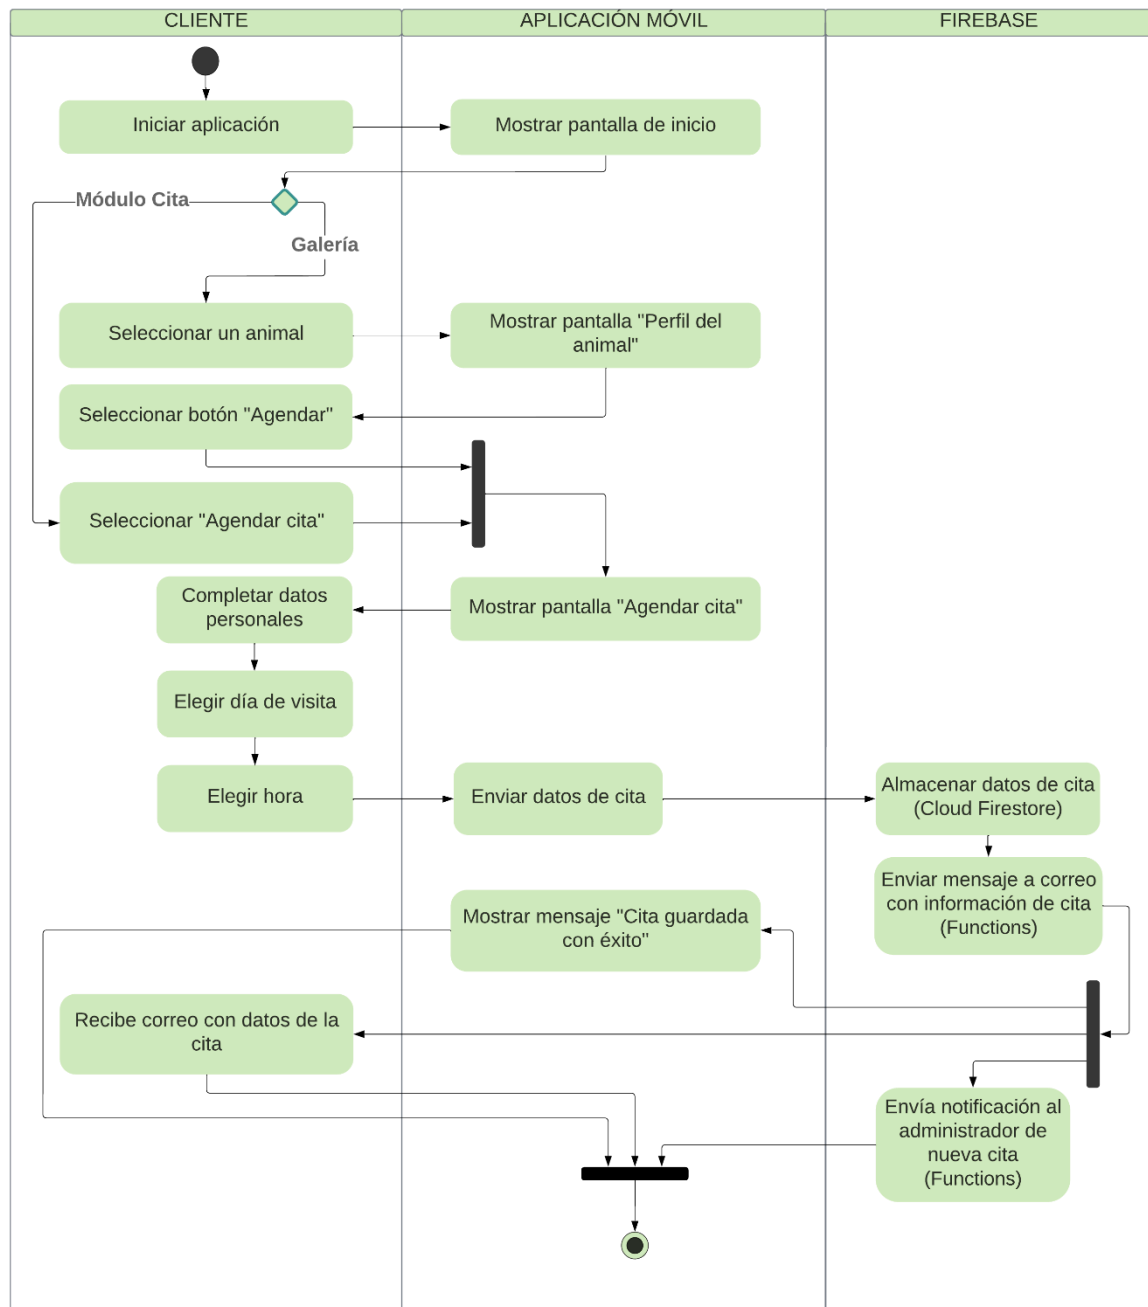 CLIENTE
APLICACIÓN MÓVIL
FIREBASE
Iniciar aplicación
Mostrar pantalla de inicio
Módulo Cita
Galería
Seleccionar un animal
Mostrar pantalla "Perfil del
animal"
Seleccionar botón "Agendar"
Seleccionar "Agendar cita"
Mostrar pantalla "Agendar cita"
Completar datos
personales
Elegir día de visita
Elegir hora
Enviar datos de cita
Almacenar datos de cita
(Cloud Firestore)
Enviar mensaje a correo
con información de cita
(Functions)
Mostrar mensaje "Cita guardada
con éxito"
Recibe correo con datos de la
cita
Envía notificación al
administrador de
nueva cita
(Functions)